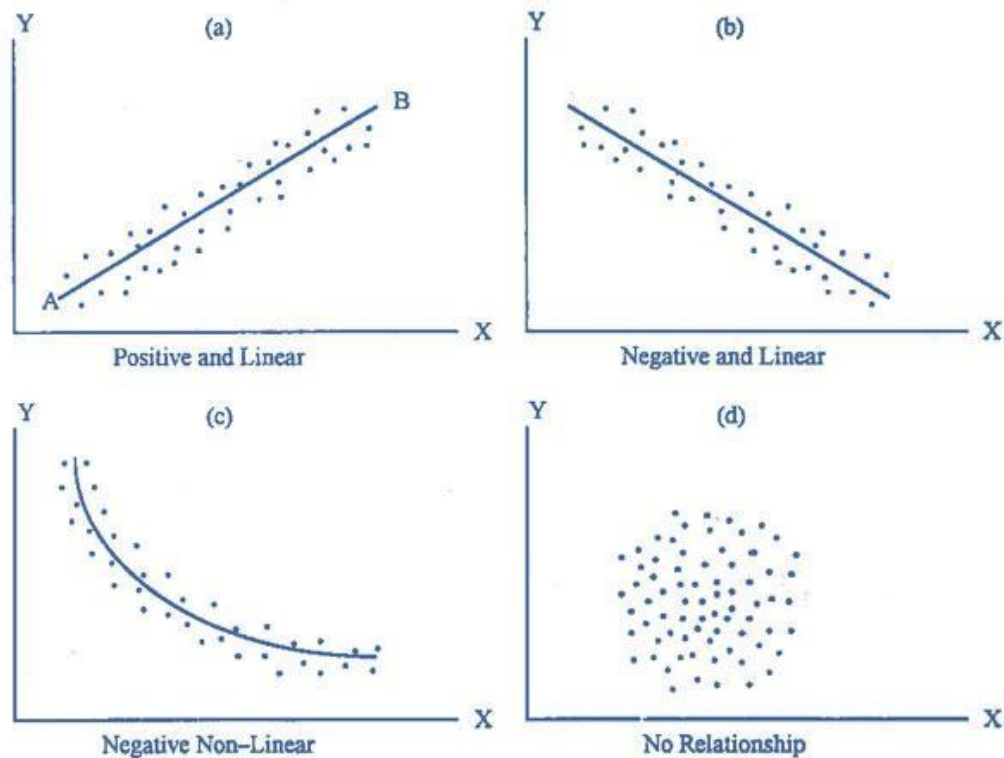 Y (a)
B
A
X
Positive and Linear
Y (b)
X
Negative and Linear
Y (c)
X
Negative Non–Linear
Y (d)
X
No Relationship